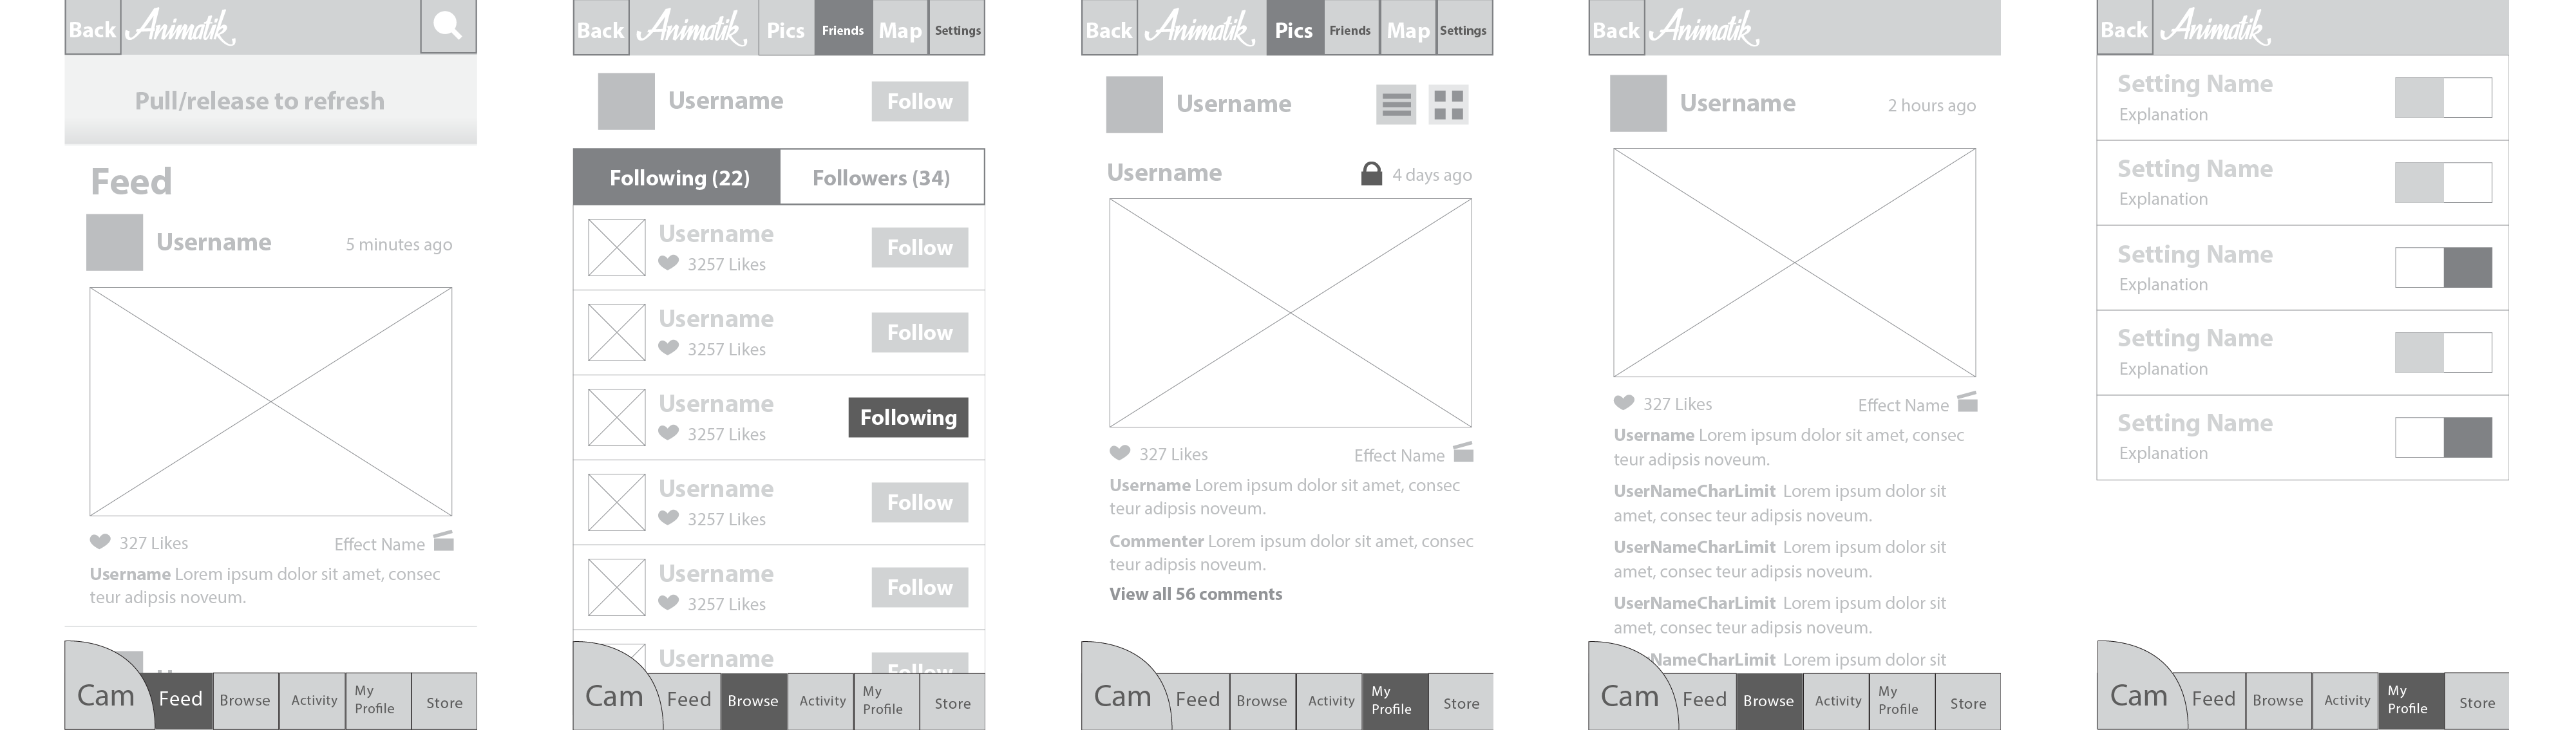 Back Animatik
Pull/release to refresh
Feed
Username 5 minutes ago
327 Likes Effect Name
Username Lorem ipsum dolor sit amet, consec
teur adipsis noveum.
Cam Feed Browse Activity My Profile Store
Back Animatik Pics Friends Map Settings
Username Follow
Following (22) Followers (34)
Username
3257 Likes Follow
Username
3257 Likes Follow
Username
3257 Likes Following
Username
3257 Likes Follow
Username
3257 Likes Follow
Username Follow
Cam Feed Browse Activity My Profile Store
Back Animatik Pics Friends Map Settings
Username
Username 4 days ago
327 Likes Effect Name
Username Lorem ipsum dolor sit amet, consec
teur adipsis noveum.
Commenter Lorem ipsum dolor sit amet, consec
teur adipsis noveum.
View all 56 comments
Cam Feed Browse Activity My Profile Store
Back Animatik
Username 2 hours ago
327 Likes Effect Name
Username Lorem ipsum dolor sit amet, consec
teur adipsis noveum.
UserNameCharLimit Lorem ipsum dolor sit
amet, consec teur adipsis noveum.
UserNameCharLimit Lorem ipsum dolor sit
amet, consec teur adipsis noveum.
UserNameCharLimit Lorem ipsum dolor sit
amet, consec teur adipsis noveum.
NameCharLimit Lorem ipsum dolor sit
Cam Feed Browse Activity My Profile Store
Back Animatik
Setting Name
Explanation
Setting Name
Explanation
Setting Name
Explanation
Setting Name
Explanation
Setting Name
Explanation
Cam Feed Browse Activity My Profile Store